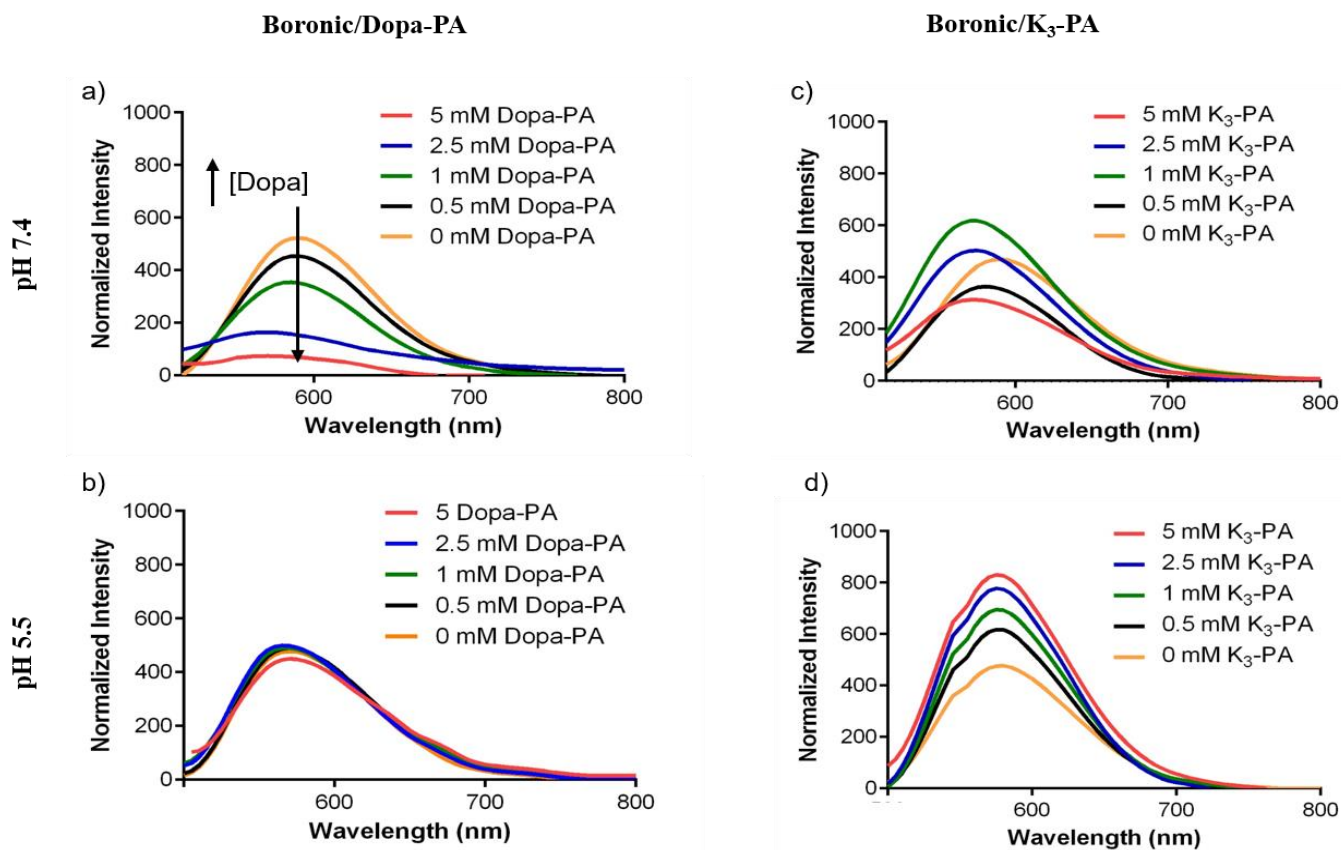 Boronic/Dopa-PA
Boronic/K₃-PA
pH 7.4
a)
1000
800
600
400
200
0
Normalized Intensity
[Dopa]
5 mM Dopa-PA
2.5 mM Dopa-PA
1 mM Dopa-PA
0.5 mM Dopa-PA
0 mM Dopa-PA
600
700
800
Wavelength (nm)
c)
1000
800
600
400
200
0
Normalized Intensity
5 mM K₃-PA
2.5 mM K₃-PA
1 mM K₃-PA
0.5 mM K₃-PA
0 mM K₃-PA
600
700
800
Wavelength (nm)
pH 5.5
b)
1000
800
600
400
200
0
Normalized Intensity
5 Dopa-PA
2.5 mM Dopa-PA
1 mM Dopa-PA
0.5 mM Dopa-PA
0 mM Dopa-PA
600
700
800
Wavelength (nm)
d)
1000
800
600
400
200
0
Normalized Intensity
5 mM K₃-PA
2.5 mM K₃-PA
1 mM K₃-PA
0.5 mM K₃-PA
0 mM K₃-PA
600
700
800
Wavelength (nm)